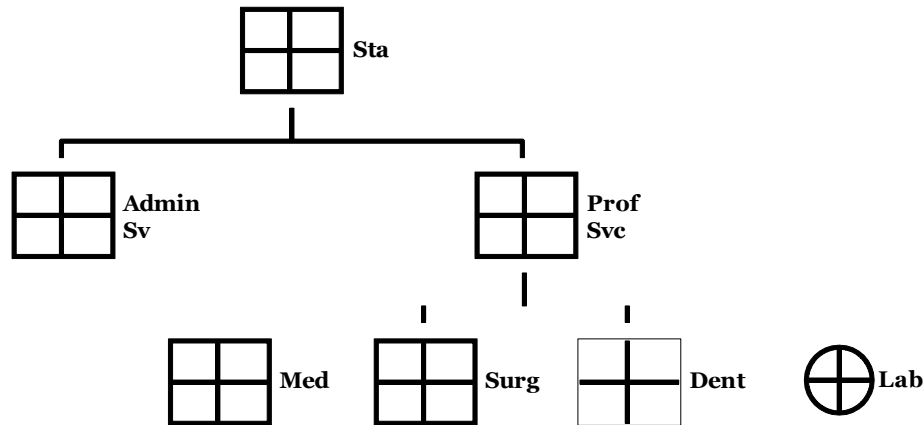 Sta
Admin
Sv
Prof
Svc
Med
Surg
Dent
Lab